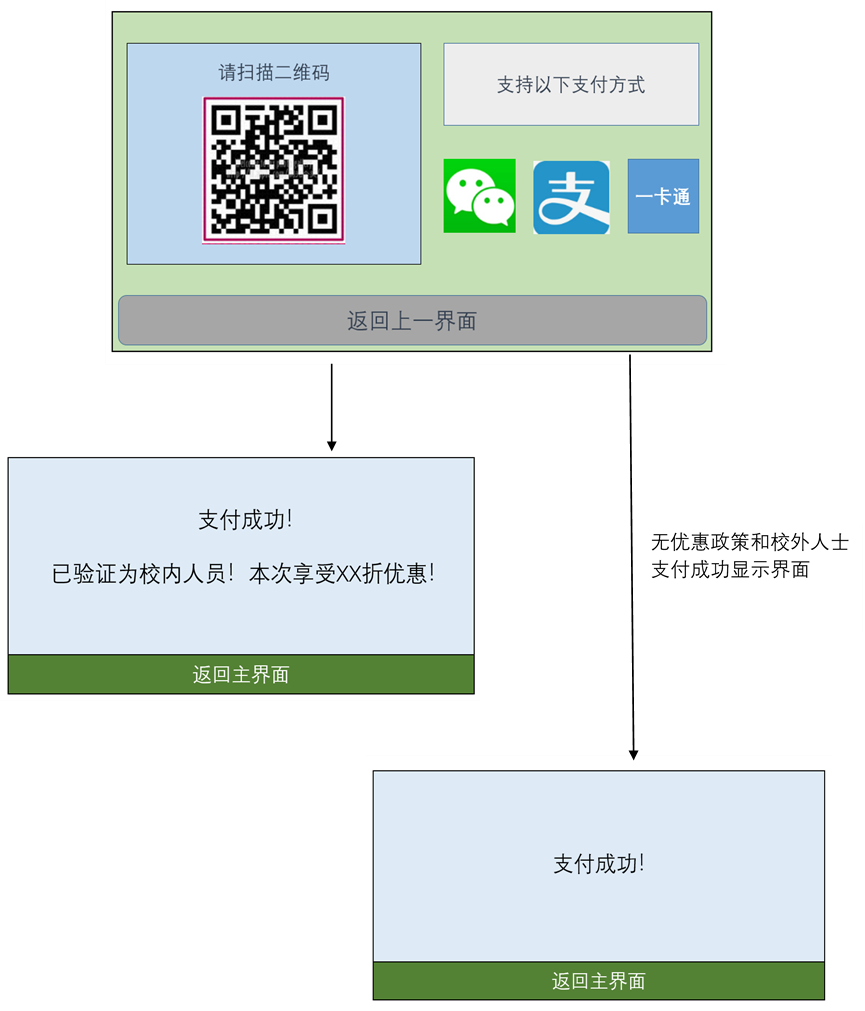 请扫描二维码
支持以下支付方式
支
一卡通
返回上一界面
支付成功!
已验证为校内人员!本次享受XX折优惠!
返回主界面
无优惠政策和校外人士
支付成功显示界面
支付成功!
返回主界面